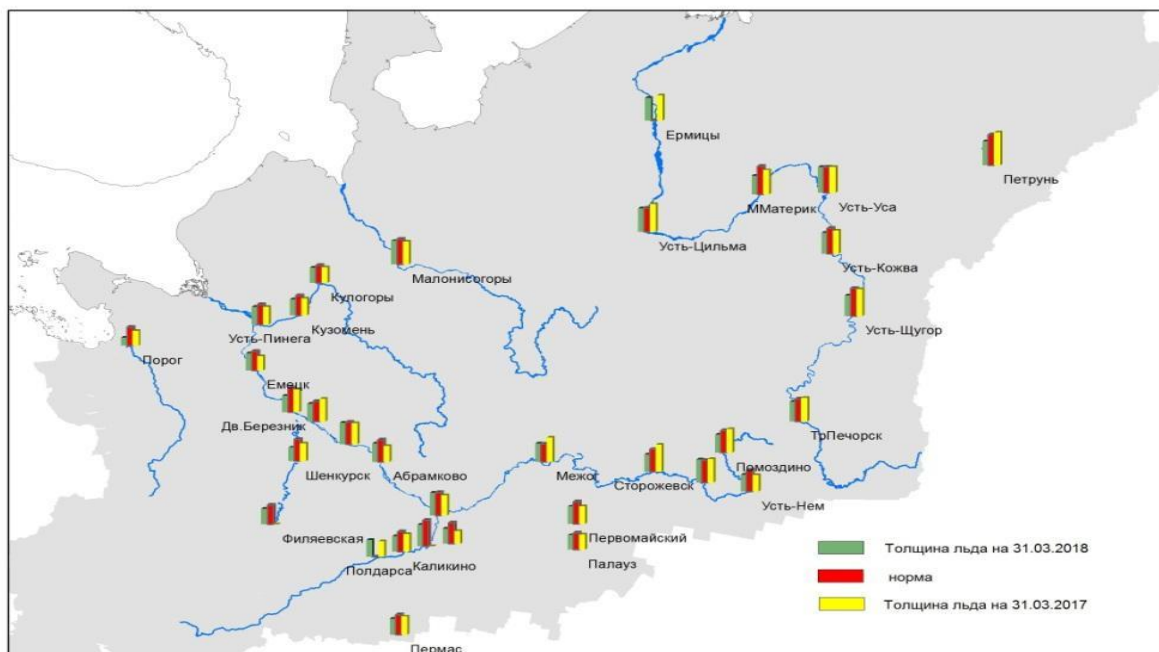 Ермицы
Петрунь
ММатерик
Усть-Уса
Усть-Цильма
Усть-Кожва
Малонисогоры
Кулогоры
Кузомень
Усть-Пинега
Усть-Щугор
Порог
Емецк
Дв.Березник
ТрПечорск
Шенкурск
Абрамково
Межог
Помоздино
Сторожевск
Усть-Нем
Филяевская
Первомайский
Каликино
Полдарса
Палауз
Пермас
Толщина льда на 31.03.2018
норма
Толщина льда на 31.03.2017